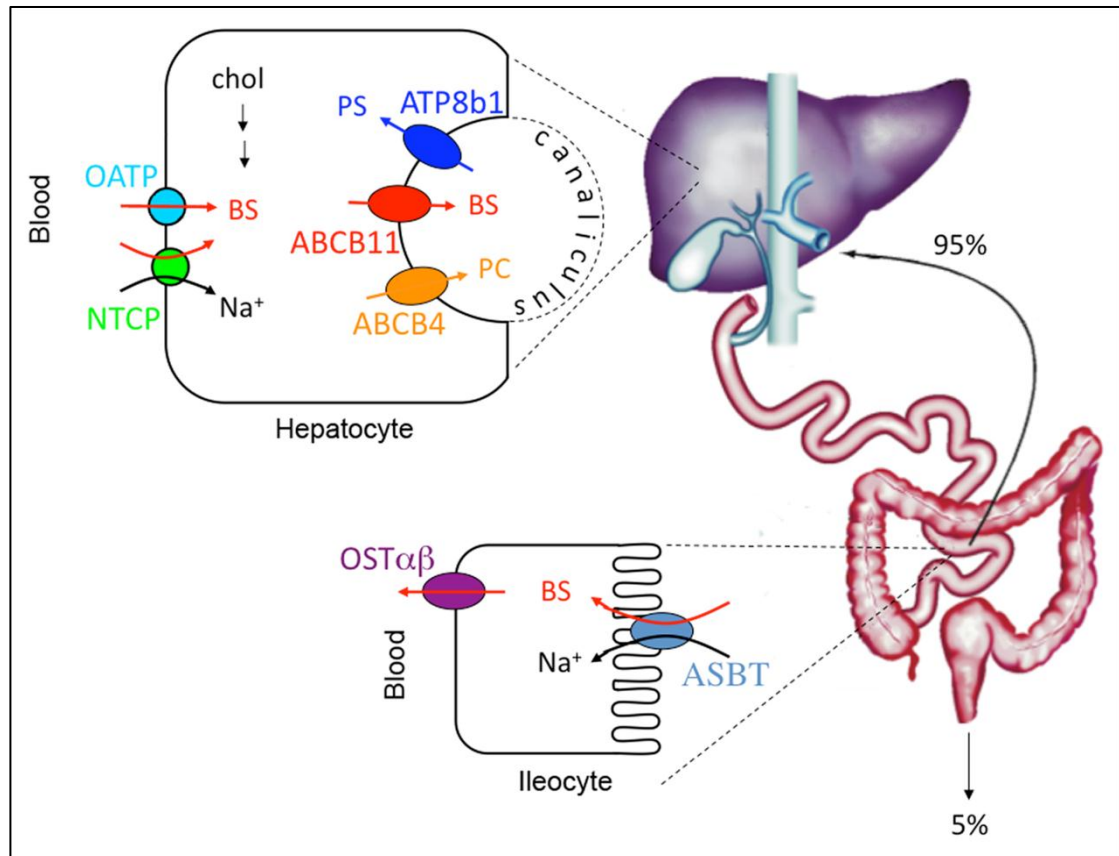 chol
PS
ATP8b1
OATP
BS
BS
ABCB11
canaliculus
Blood
PC
NTCP
Na⁺
ABCB4
Hepatocyte
95%
OSTαβ
BS
Na⁺
ASBT
Blood
Ileocyte
5%